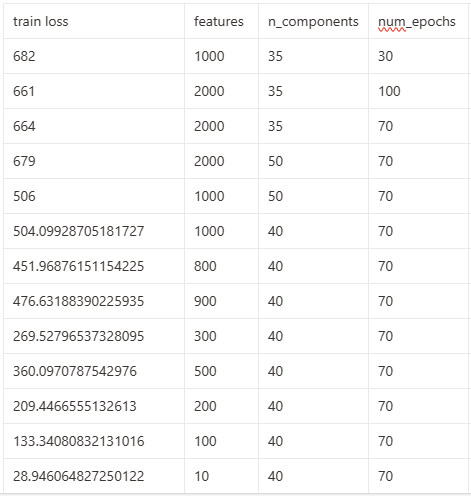 train loss features n_components num_epochs
682 1000 35 30
661 2000 35 100
664 2000 35 70
679 2000 50 70
506 1000 50 70
504.09928705181727 1000 40 70
451.96876151154225 800 40 70
476.63188390225935 900 40 70
269.52796537328095 300 40 70
360.0970787542976 500 40 70
209.4466555132613 200 40 70
133.34080832131016 100 40 70
28.946064827250122 10 40 70